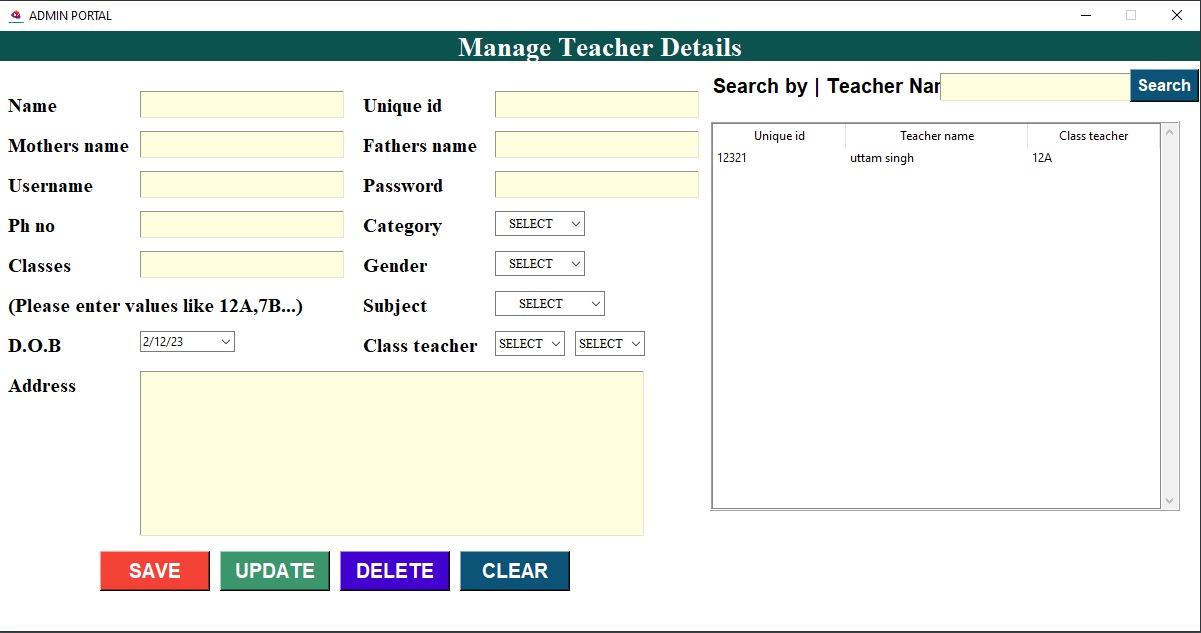 ADMIN PORTAL
Manage Teacher Details
Name
Unique id
Mothers name
Fathers name
Username
Password
Ph no
Category SELECT
Classes
Gender SELECT
(Please enter values like 12A,7B...)
Subject SELECT
D.O.B 2/12/23
Class teacher SELECT SELECT
Address
SAVE UPDATE DELETE CLEAR
Search by | Teacher Nar Search
Unique id Teacher name Class teacher
12321 uttam singh 12A